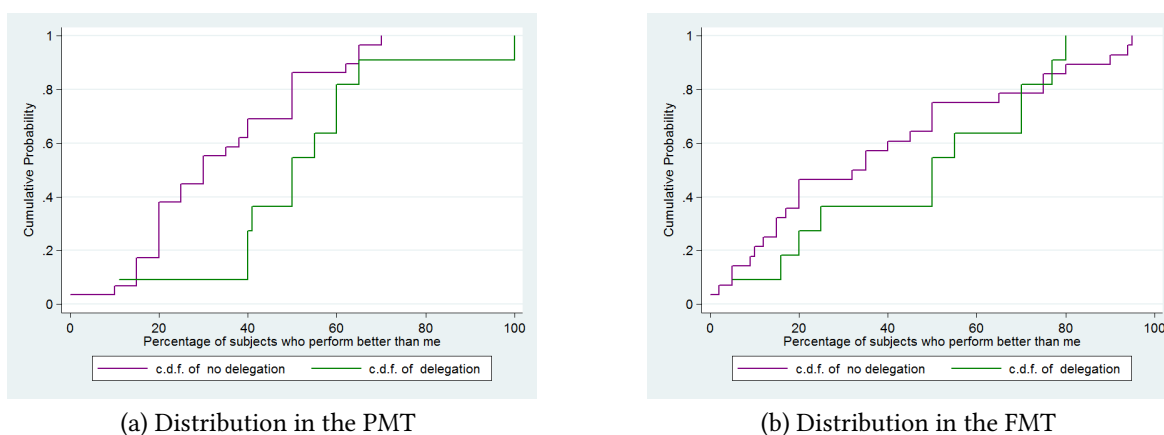 1
.8
.6
.4
.2
0
Cumulative Probability
0 20 40 60 80 100
Percentage of subjects who perform better than me
c.d.f. of no delegation c.d.f. of delegation
(a) Distribution in the PMT
1
.8
.6
.4
.2
0
Cumulative Probability
0 20 40 60 80 100
Percentage of subjects who perform better than me
c.d.f. of no delegation c.d.f. of delegation
(b) Distribution in the FMT